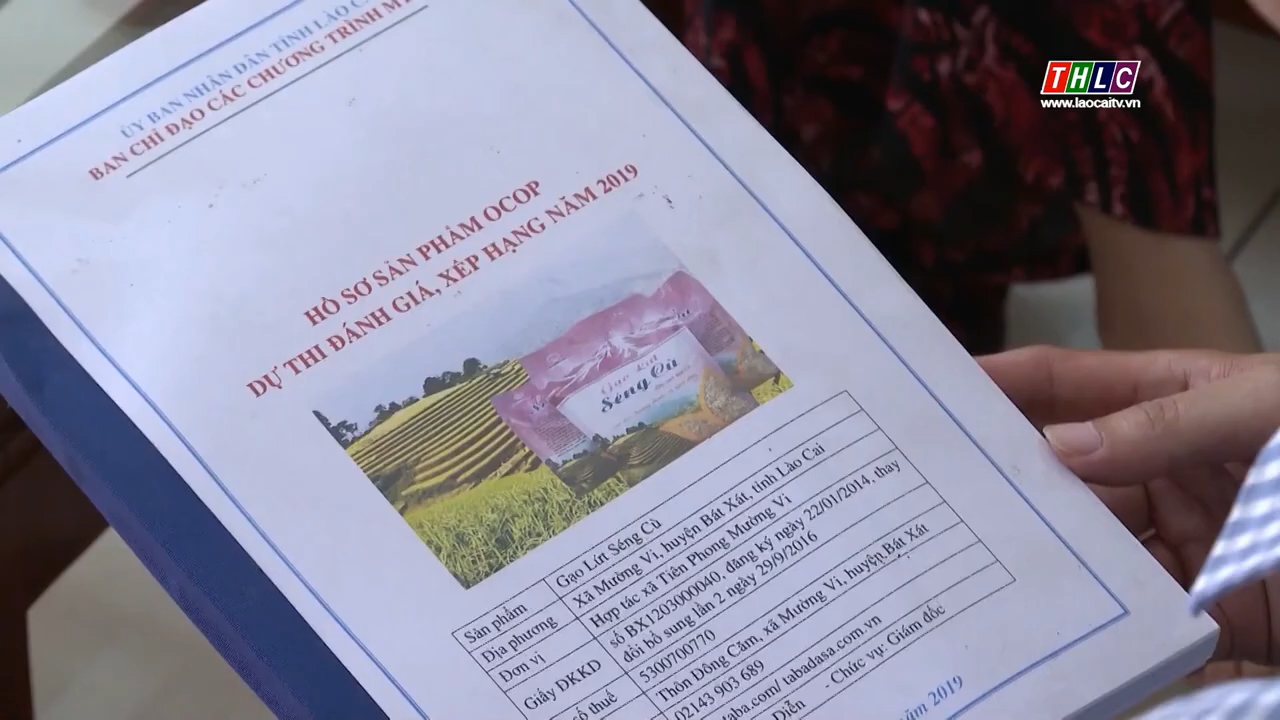 THLC
www.laocaitv.vn
ỦY BAN NHÂN DÂN TỈNH LÀO
BAN CHỈ ĐẠO CÁC CHƯƠNG TRÌNH
HỒ SƠ SẢN PHẨM OCOP
DỰ THI ĐÁNH GIÁ, XẾP HẠNG NĂM 2019
Séng Cù
Sản phẩm Gạo Lứt Séng Cù
Địa phương Xã Mường Vi, huyện Bát Xát, tỉnh Lào Cai
Đơn vị Hợp tác xã Tiên Phong Mường Vi
Giấy ĐKKD số BX1203000040, đăng ký ngày 22/01/2014, thay
đổi bổ sung lần 2 ngày 29/9/2016
số thuế 5300700770
Thôn Đông Căm, xã Mường Vi, huyện Bát Xát
02143 903 689
taba.com/ tabadasa.com.vn
Diễn - Chức vụ: Giám đốc
năm 2019